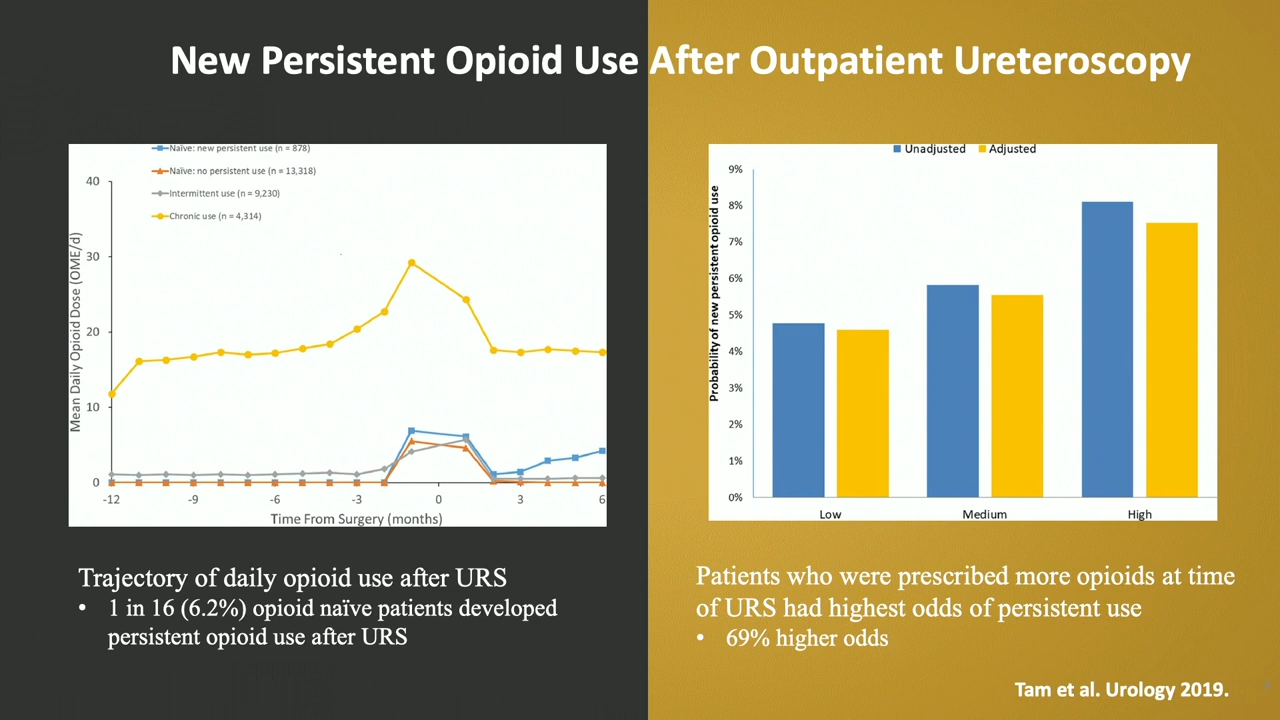 New Persistent Opioid Use After Outpatient Ureteroscopy
Naïve: new persistent use (n = 878)
Naïve: no persistent use (n = 13,318)
Intermittent use (n = 9,230)
Chronic use (n = 4,314)
Mean Daily Opioid Dose (OME/d)
40
30
20
10
0
-12 -9 -6 -3 0 3 6
Time From Surgery (months)
Unadjusted Adjusted
Probability of new persistent opioid use
9%
8%
7%
6%
5%
4%
3%
2%
1%
0%
Low Medium High
Trajectory of daily opioid use after URS
• 1 in 16 (6.2%) opioid naïve patients developed
persistent opioid use after URS
Patients who were prescribed more opioids at time
of URS had highest odds of persistent use
• 69% higher odds
Tam et al. Urology 2019.